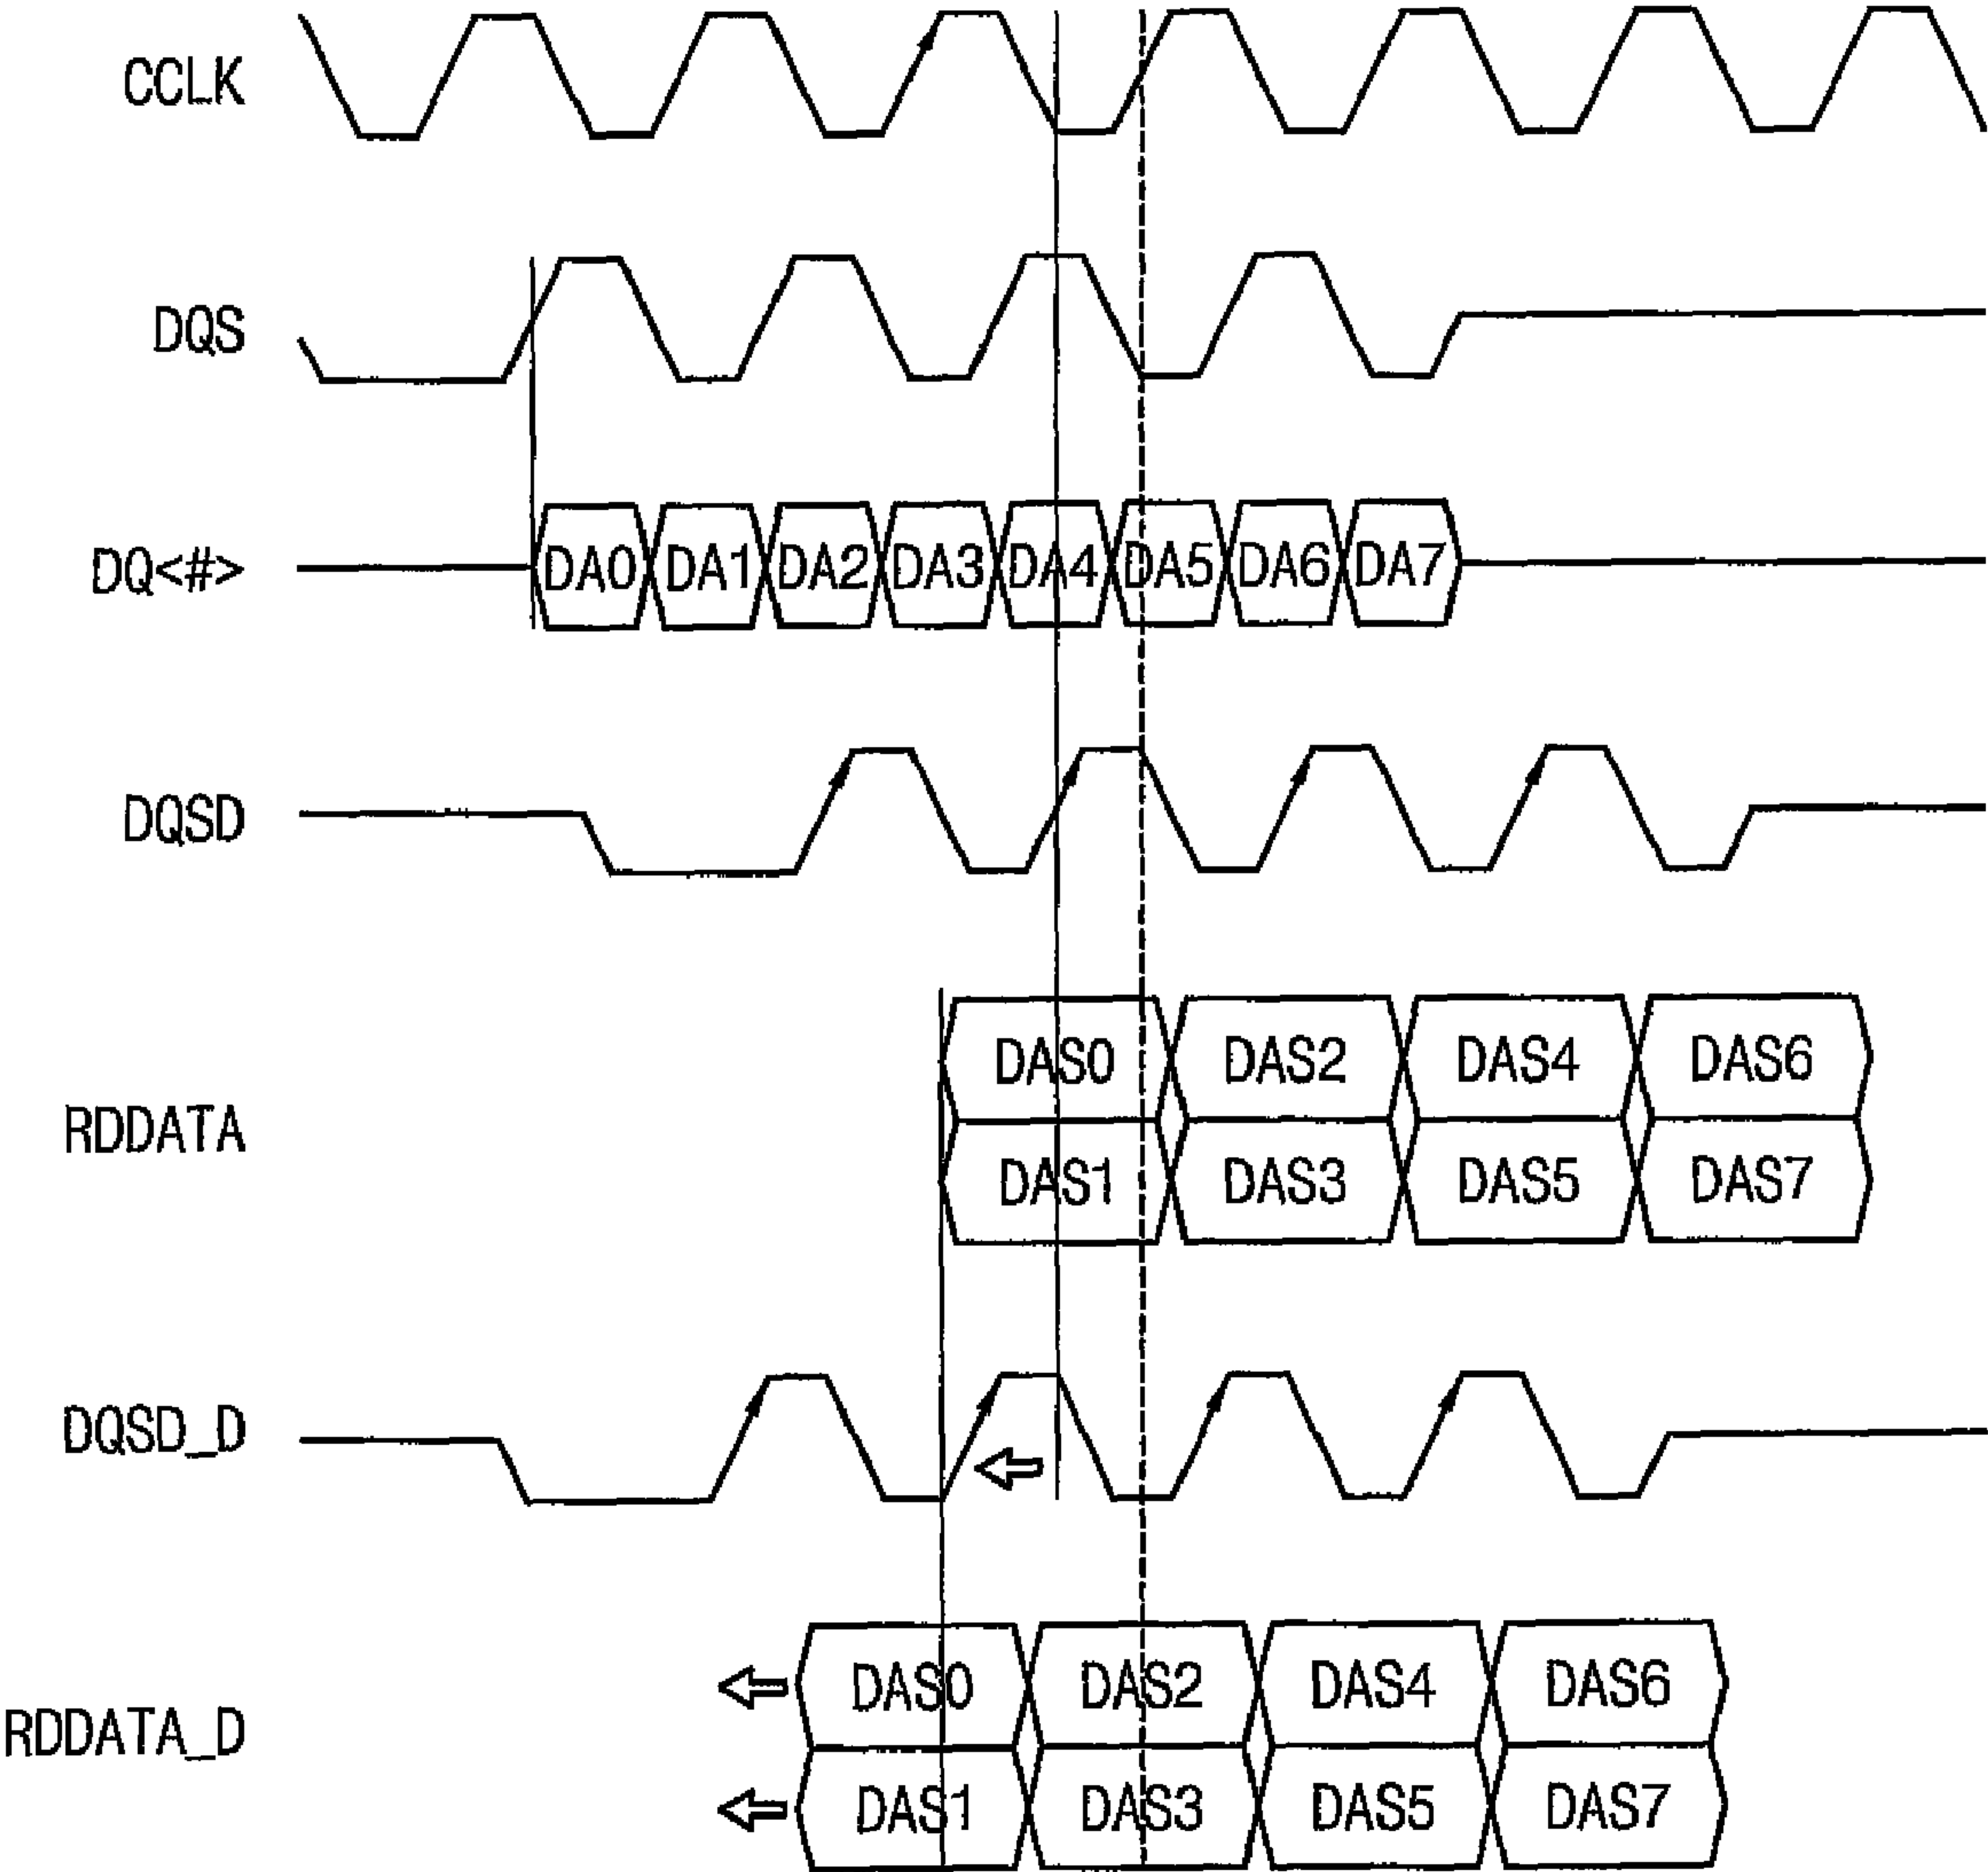 CCLK
DQS
DQ<#>
DA0 DA1 DA2 DA3 DA4 DA5 DA6 DA7
DQSD
RDDATA
DAS0 DAS2 DAS4 DAS6
DAS1 DAS3 DAS5 DAS7
DQSD_D
RDDATA_D
DAS0 DAS2 DAS4 DAS6
DAS1 DAS3 DAS5 DAS7